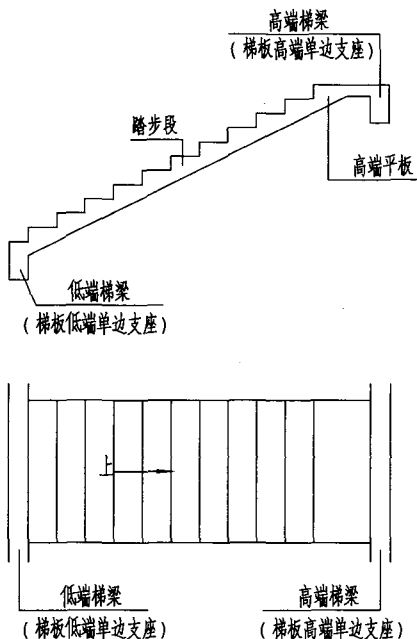 高端梯梁
（梯板高端单边支座）
踏步段
高端平板
低端梯梁
（梯板低端单边支座）
上
低端梯梁
（梯板低端单边支座）
高端梯梁
（梯板高端单边支座）